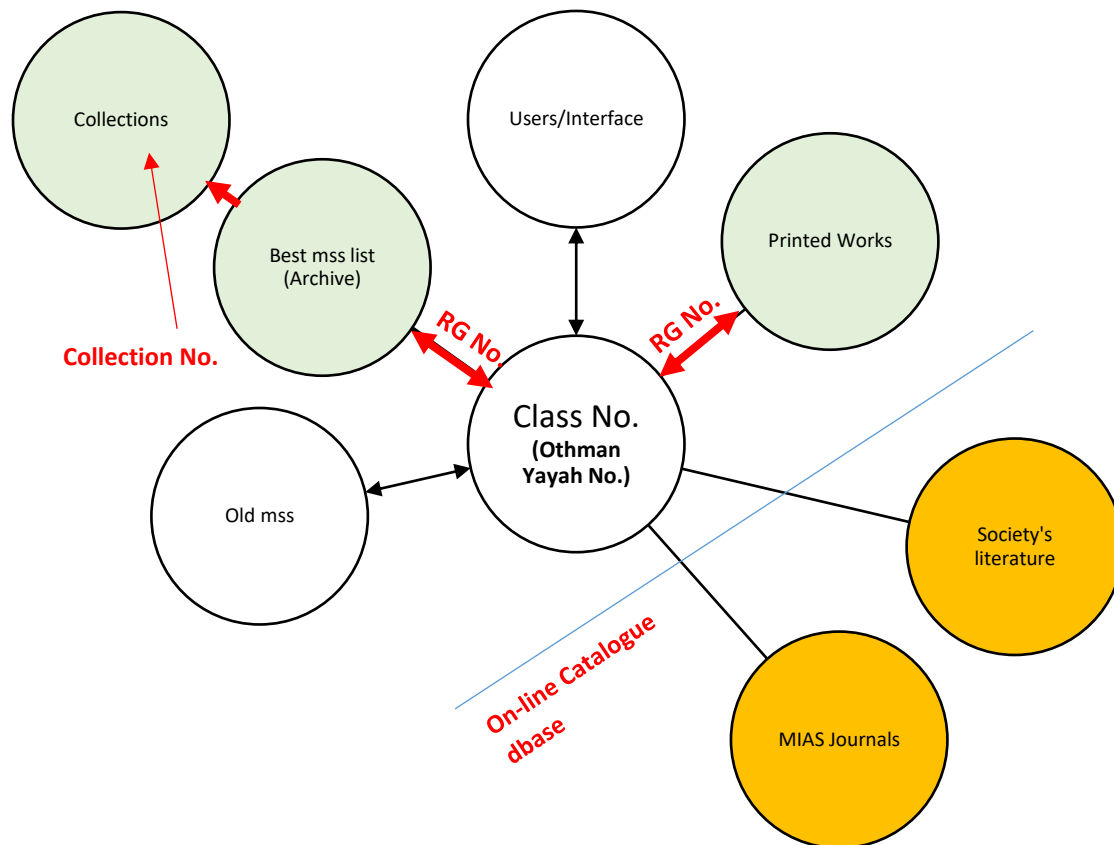 Collections
Users/Interface
Best mss list
(Archive)
Printed Works
RG No.
RG No.
Collection No.
Class No.
(Othman
Yayah No.)
Old mss
Society's
literature
On-line Catalogue
dbase
MIAS Journals